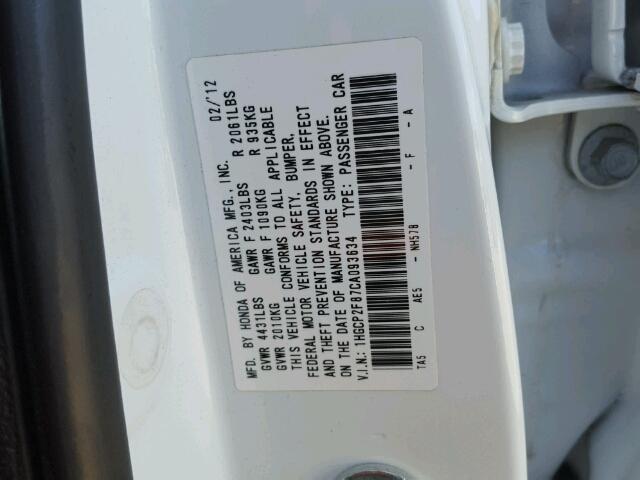 MFD. BY HONDA OF AMERICA MFG., INC. 02/'12
GVWR 4431LBS GAWR F 2403LBS R 2061LBS
GVWR 2010KG GAWR F 1090KG R 935KG
THIS VEHICLE CONFORMS TO ALL APPLICABLE
FEDERAL MOTOR VEHICLE SAFETY, BUMPER,
AND THEFT PREVENTION STANDARDS IN EFFECT
ON THE DATE OF MANUFACTURE SHOWN ABOVE.
V.I.N.: 1HGCP2F87CA093634 TYPE: PASSENGER CAR
TA5 C AE5 - NH578 - F - A